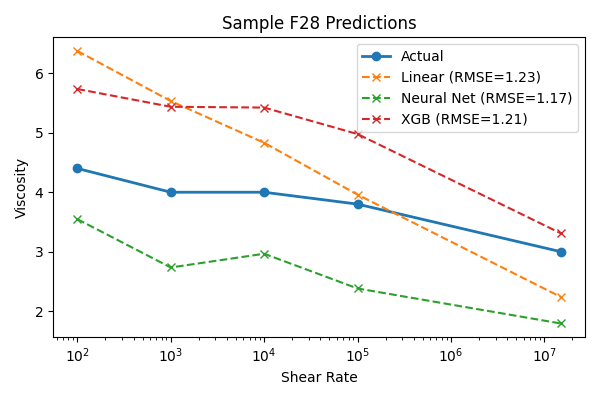 Sample F28 Predictions
Viscosity
6
5
4
3
2
Actual
Linear (RMSE=1.23)
Neural Net (RMSE=1.17)
XGB (RMSE=1.21)
10² 10³ 10⁴ 10⁵ 10⁶ 10⁷
Shear Rate